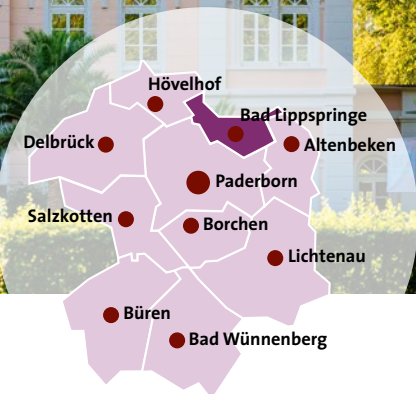 Hövelhof
Bad Lippspringe
Delbrück
Altenbeken
Paderborn
Salzkotten
Borchen
Lichtenau
Büren
Bad Wünnenberg